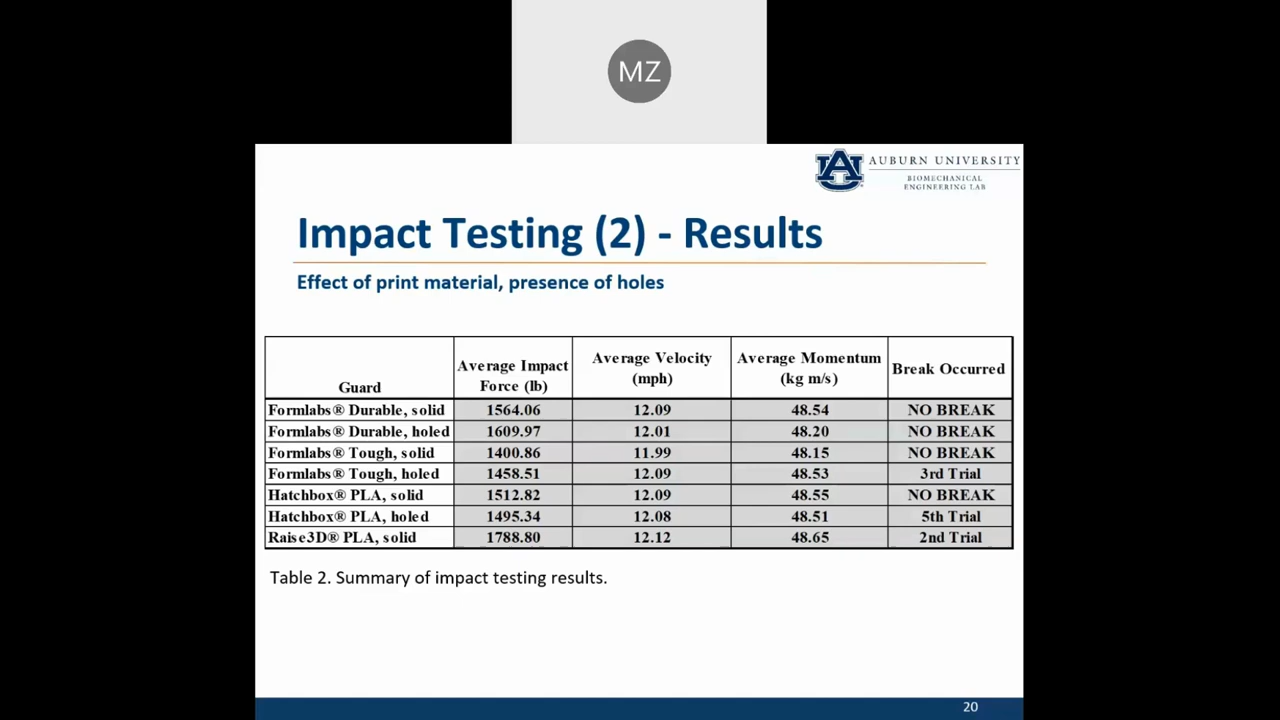 MZ
AUBURN UNIVERSITY
BIOMECHANICAL
ENGINEERING LAB
Impact Testing (2) - Results
Effect of print material, presence of holes
Guard Average Impact Force (lb) Average Velocity (mph) Average Momentum (kg m/s) Break Occurred
Formlabs® Durable, solid 1564.06 12.09 48.54 NO BREAK
Formlabs® Durable, holed 1609.97 12.01 48.20 NO BREAK
Formlabs® Tough, solid 1400.86 11.99 48.15 NO BREAK
Formlabs® Tough, holed 1458.51 12.09 48.53 3rd Trial
Hatchbox® PLA, solid 1512.82 12.09 48.55 NO BREAK
Hatchbox® PLA, holed 1495.34 12.08 48.51 5th Trial
Raise3D® PLA, solid 1788.80 12.12 48.65 2nd Trial
Table 2. Summary of impact testing results.
20